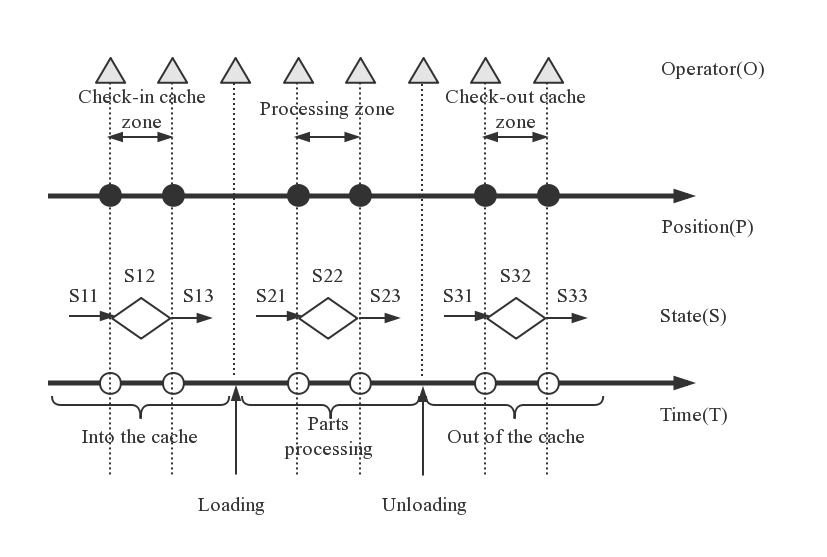 Operator(O)
Check-in cache
zone
Processing zone
Check-out cache
zone
Position(P)
S12
S22
S32
S11
S13
S21
S23
S31
S33
State(S)
Time(T)
Into the cache
Parts
processing
Out of the cache
Loading
Unloading